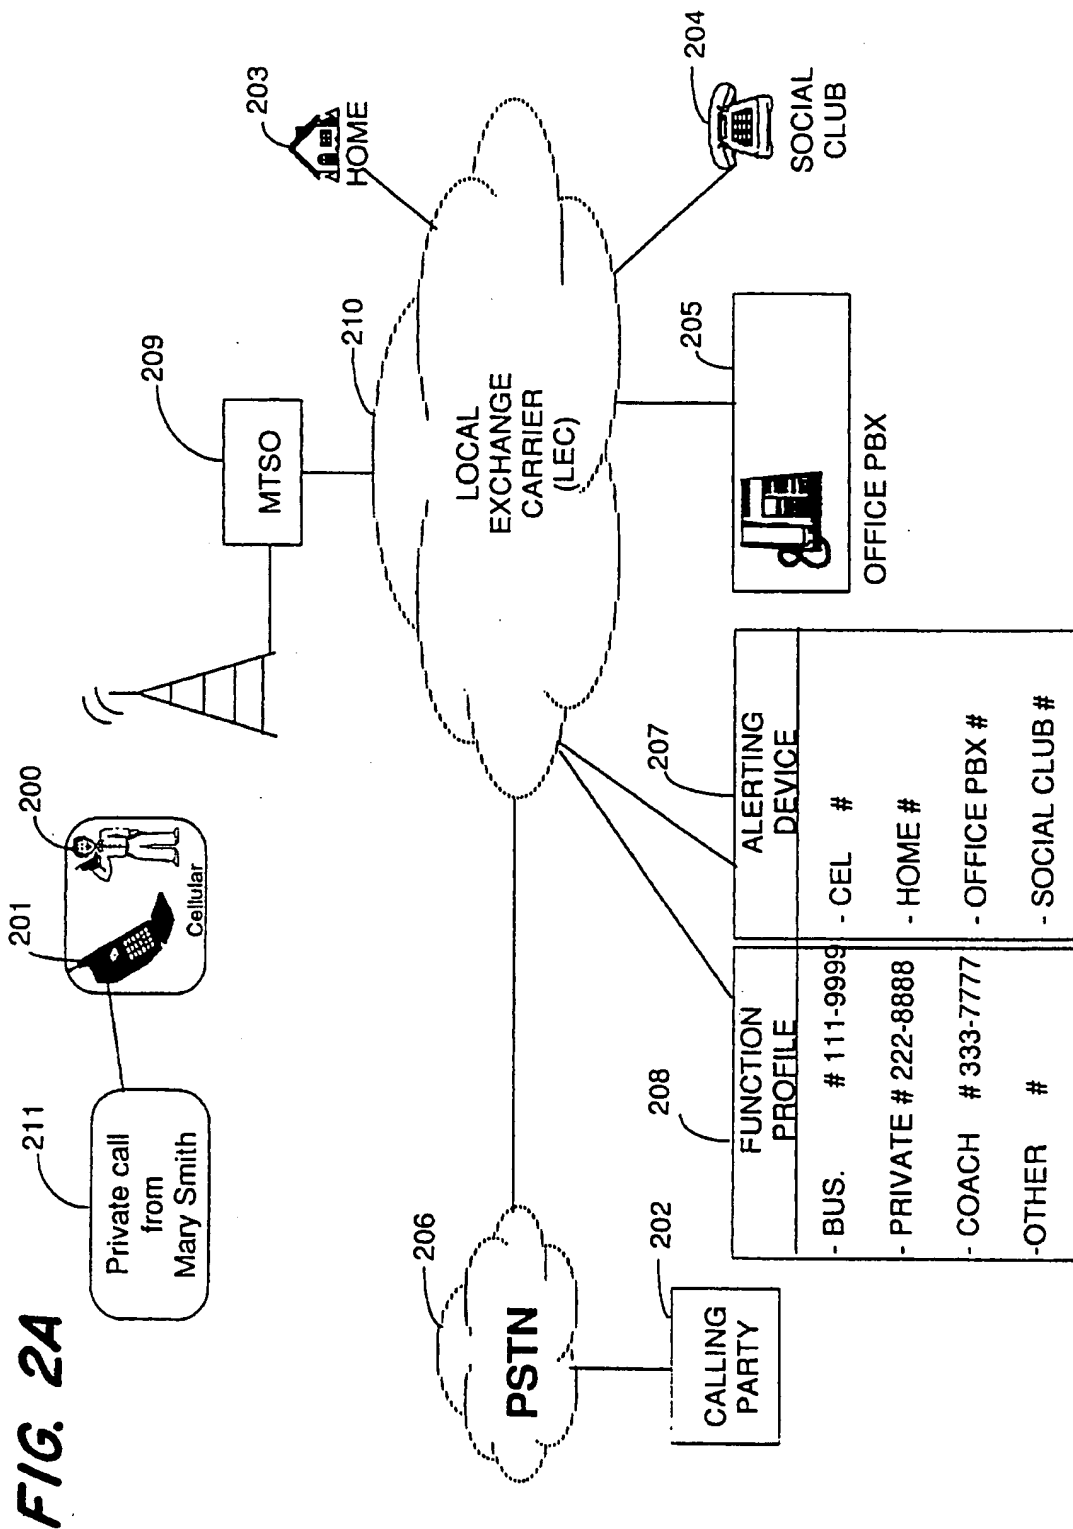 FIG. 2A
211
Private call
from
Mary Smith
201
200
Cellular
209
MTSO
203
HOME
210
LOCAL
EXCHANGE
CARRIER
(LEC)
204
SOCIAL
CLUB
206
PSTN
202
CALLING
PARTY
208
FUNCTION
PROFILE
- BUS. # 111-9999
- PRIVATE # 222-8888
- COACH # 333-7777
-OTHER #
207
ALERTING
DEVICE
- CEL #
- HOME #
- OFFICE PBX #
- SOCIAL CLUB #
205
OFFICE PBX